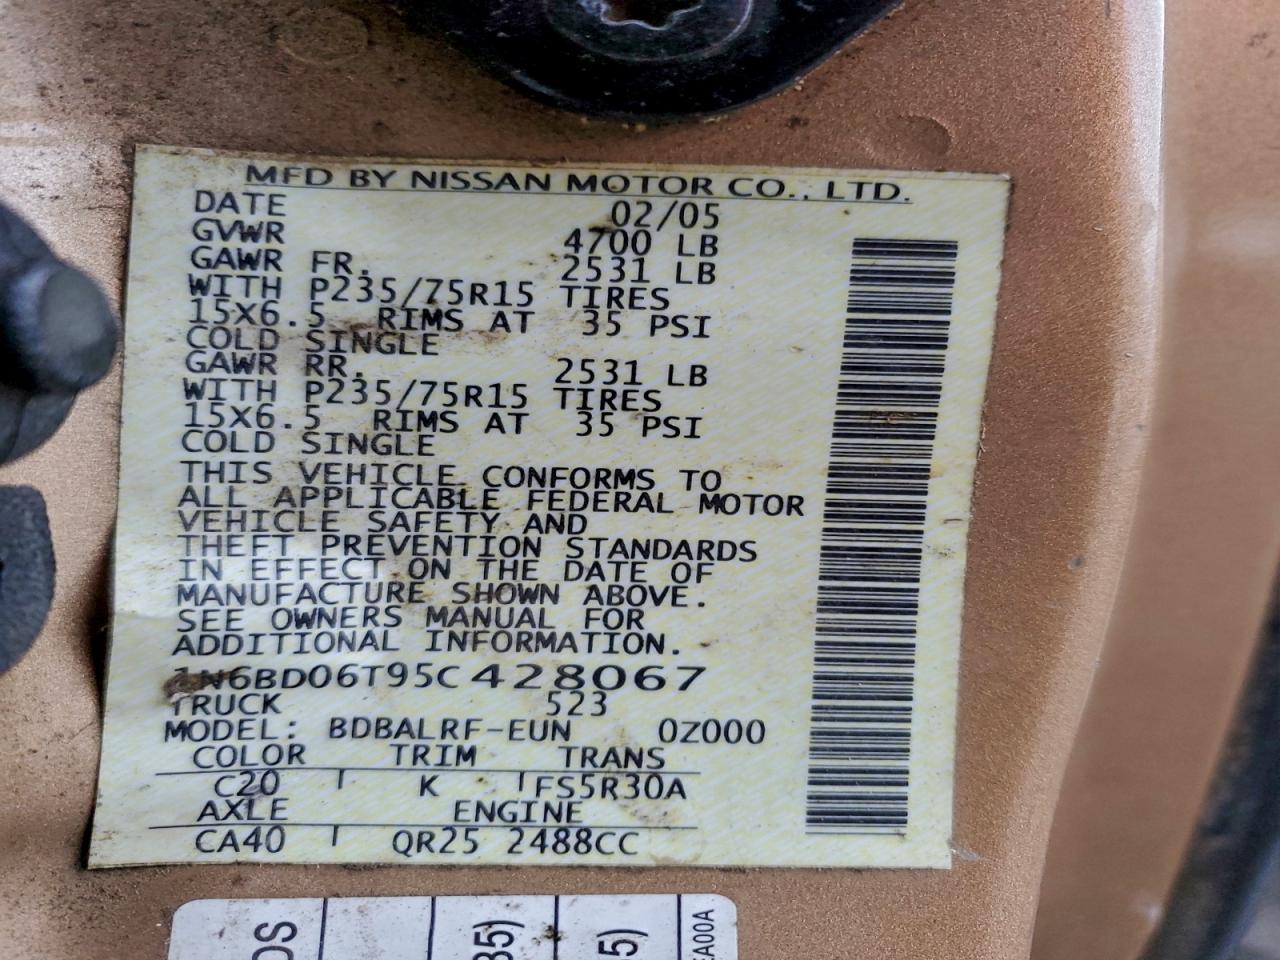 MFD BY NISSAN MOTOR CO., LTD.
DATE 02/05
GVWR 4700 LB
GAWR FR. 2531 LB
WITH P235/75R15 TIRES
15X6.5 RIMS AT 35 PSI
COLD SINGLE
GAWR RR. 2531 LB
WITH P235/75R15 TIRES
15X6.5 RIMS AT 35 PSI
COLD SINGLE
THIS VEHICLE CONFORMS TO
ALL APPLICABLE FEDERAL MOTOR
VEHICLE SAFETY AND
THEFT PREVENTION STANDARDS
IN EFFECT ON THE DATE OF
MANUFACTURE SHOWN ABOVE.
SEE OWNERS MANUAL FOR
ADDITIONAL INFORMATION.
1N6BD06T95C428067
TRUCK 523
MODEL: BDBALRF-EUN 0Z000
COLOR TRIM TRANS
C20 K FS5R30A
AXLE ENGINE
CA40 QR25 2488CC